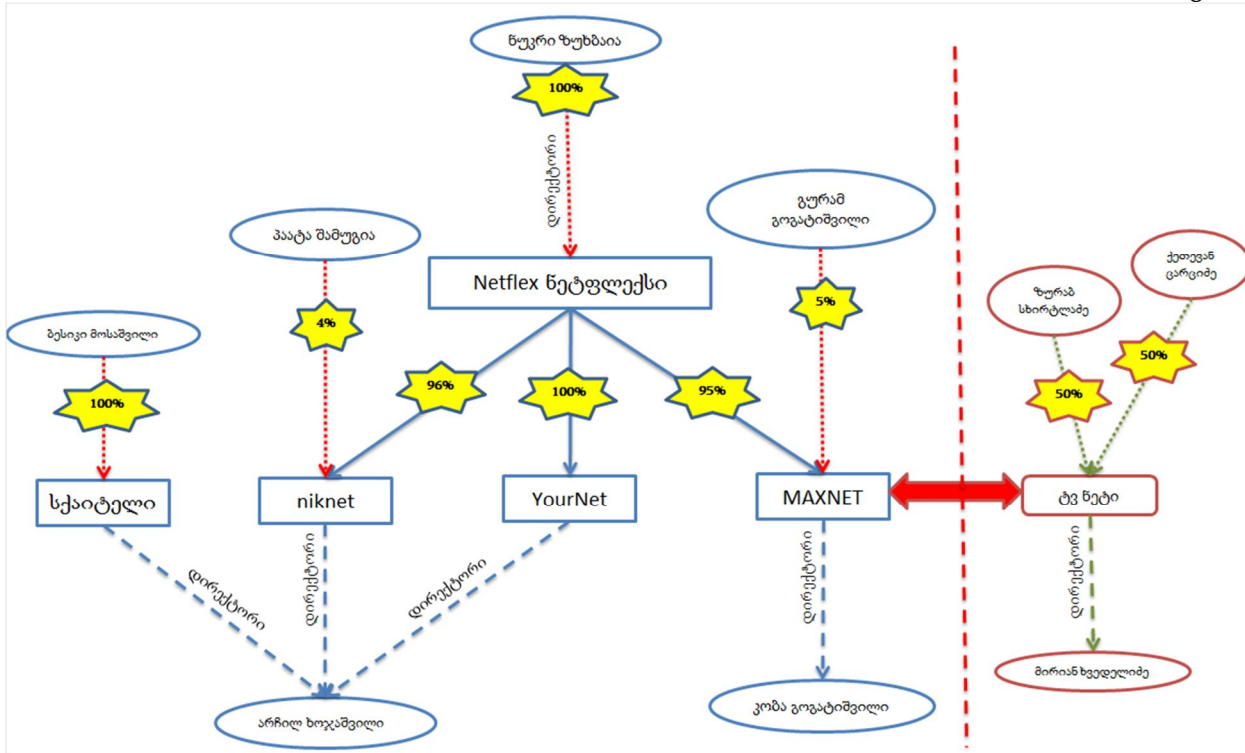 ნუკრი ზუხბაია
100%
დირექტორი
გურამ
გოგატიშვილი
პაატა შამუგია
ქეთევან
ცარციძე
Netflex ნეტფლექსი
ზურაბ
სხირტლაძე
ბესიკი მოსაშვილი
4%
5%
50%
50%
96%
100%
95%
100%
სქაიტელი
niknet
YourNet
MAXNET
ტვ ნეტი
დირექტორი
დირექტორი
დირექტორი
დირექტორი
დირექტორი
მირიან ხვედელიძე
არჩილ ხოჯაშვილი
კობა გოგატიშვილი